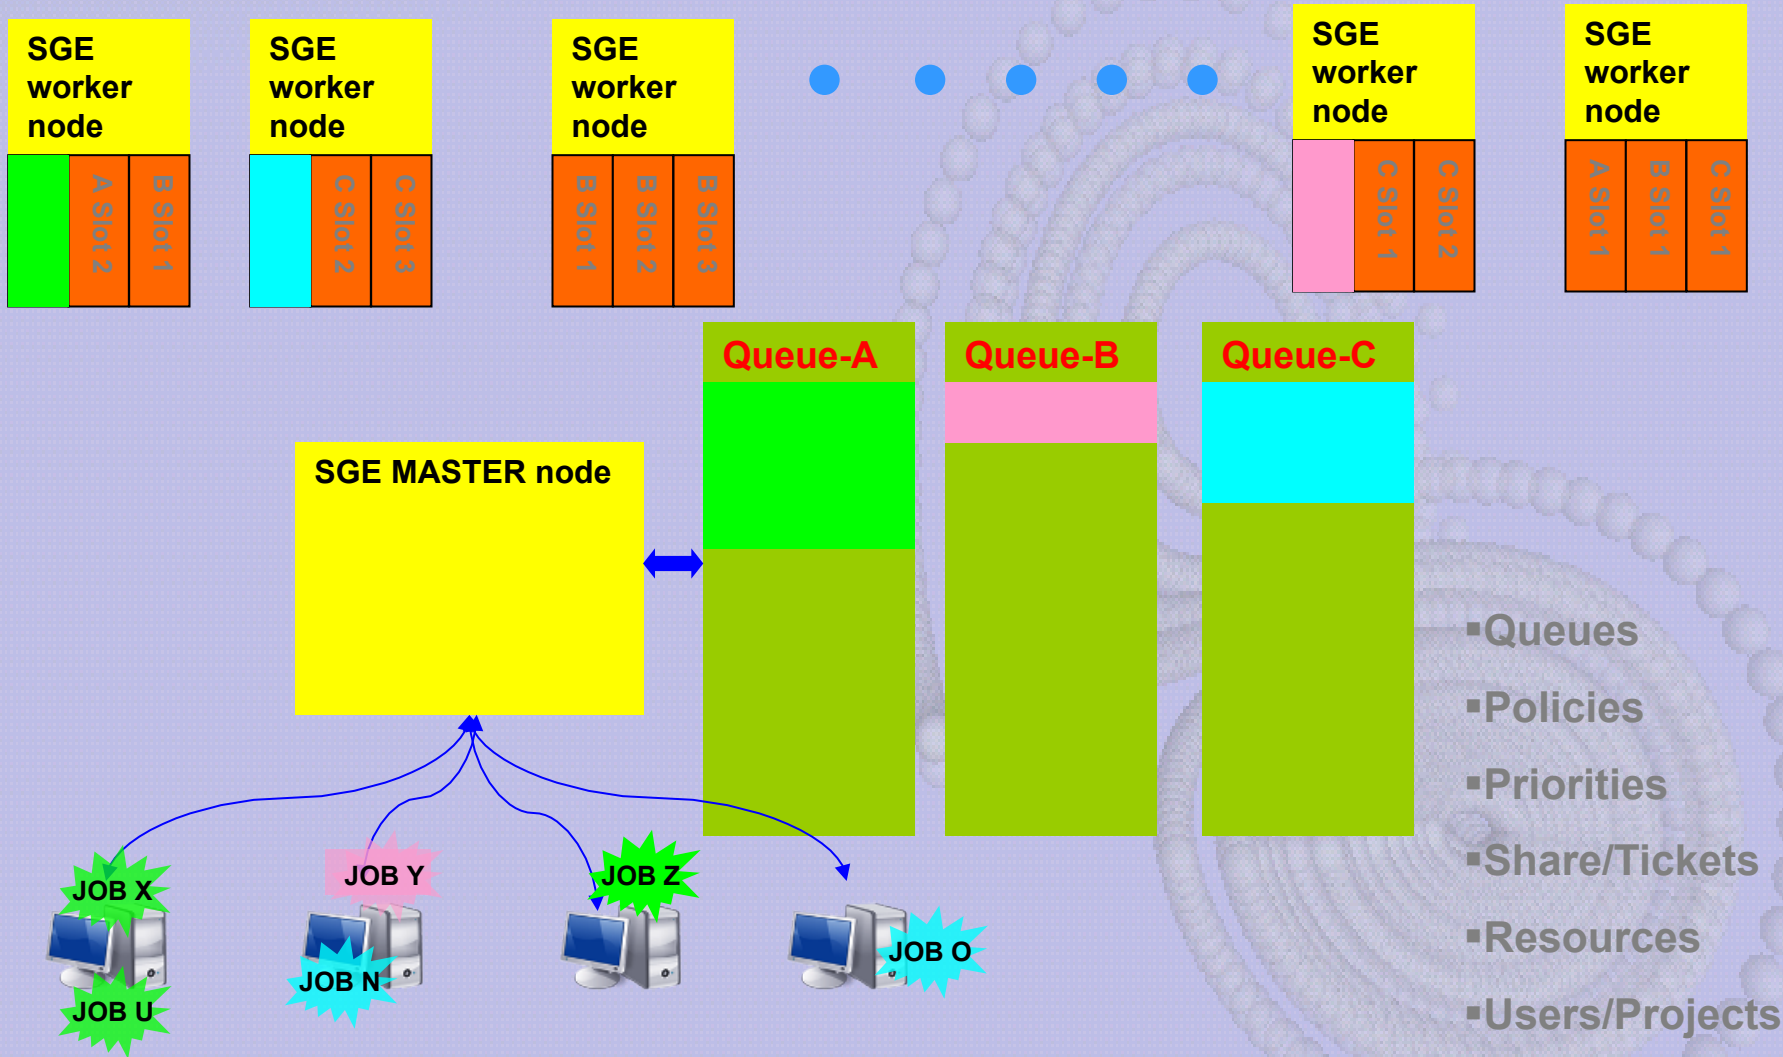 SGE
worker
node
SGE
worker
node
SGE
worker
node
SGE
worker
node
SGE
worker
node
A Slot 2
B Slot 1
C Slot 2
C Slot 3
B Slot 1
B Slot 2
B Slot 3
C Slot 1
C Slot 2
A Slot 1
B Slot 1
C Slot 1
Queue-A
Queue-B
Queue-C
SGE MASTER node
▪Queues
▪Policies
▪Priorities
▪Share/Tickets
▪Resources
▪Users/Projects
JOB X
JOB Y
JOB Z
JOB O
JOB N
JOB U